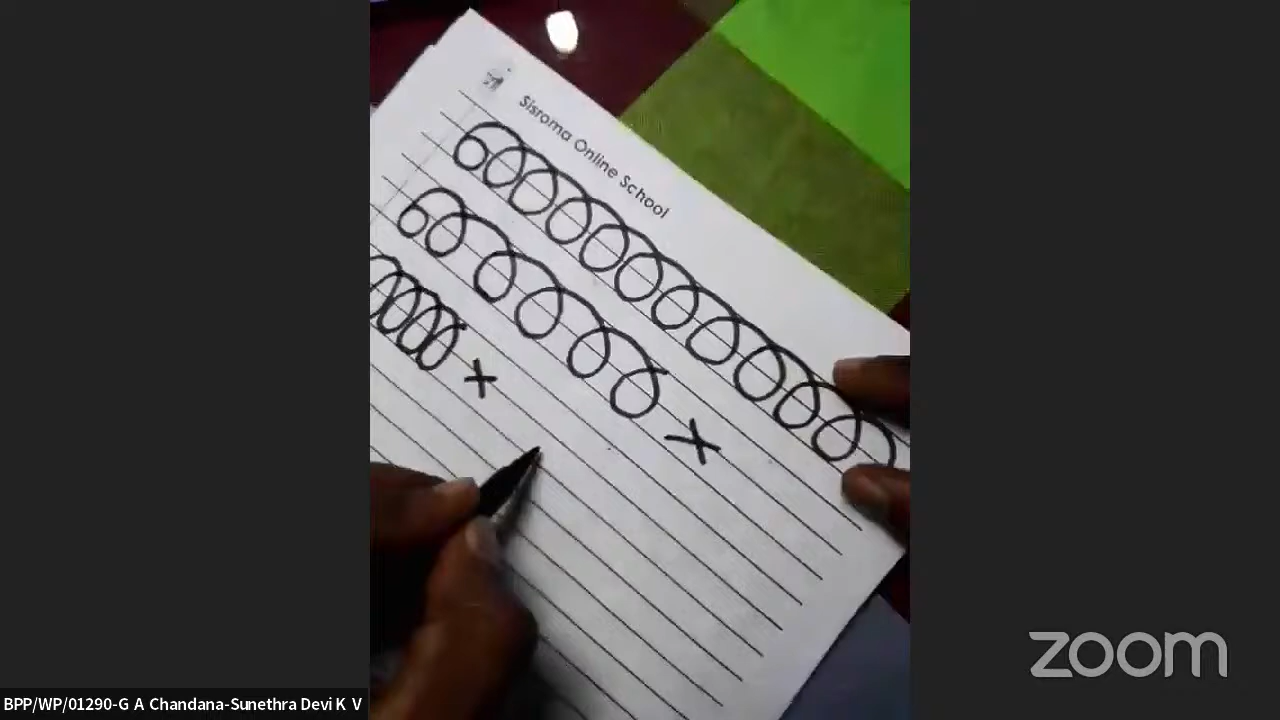 Sisroma Online School
x
x
zoom
BPP/WP/01290-G A Chandana-Sunethra Devi K V